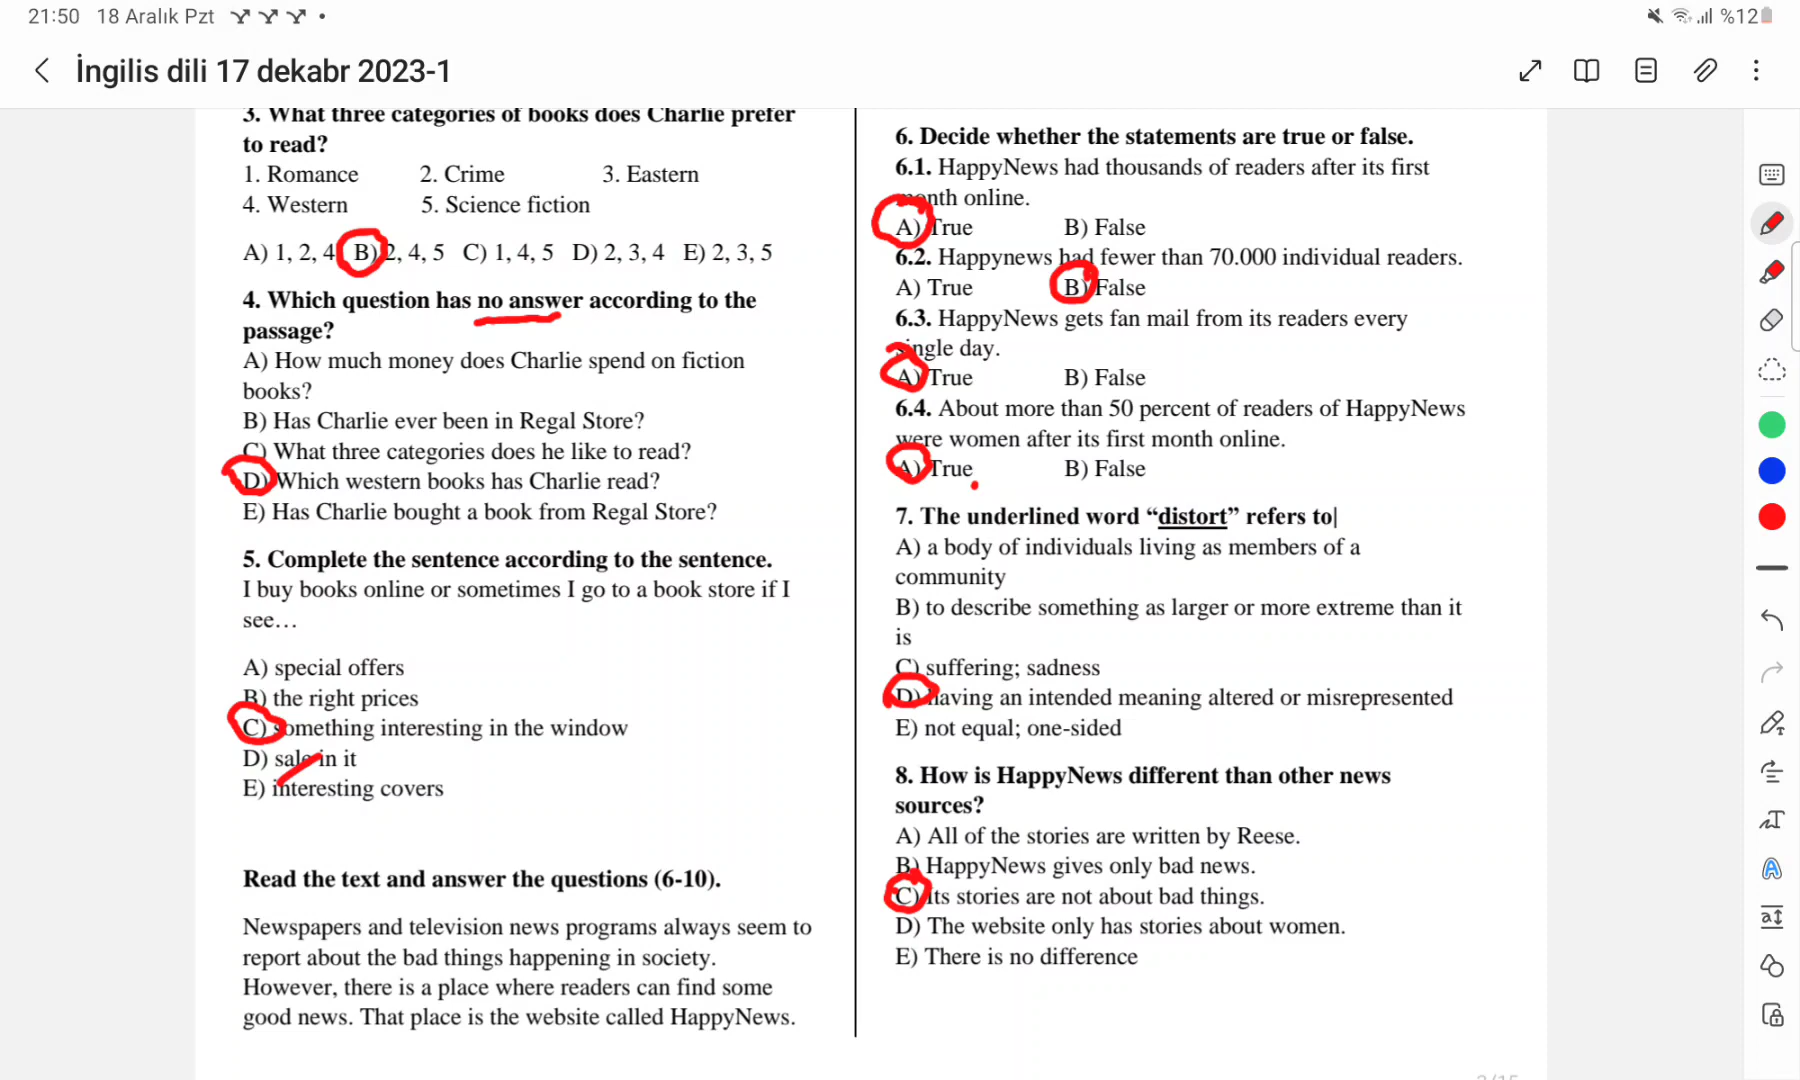 21:50 18 Aralık Pzt
%12
İngilis dili 17 dekabr 2023-1
3. What three categories of books does Charlie prefer
to read?
1. Romance 2. Crime 3. Eastern
4. Western 5. Science fiction
A) 1, 2, 4 B) 2, 4, 5 C) 1, 4, 5 D) 2, 3, 4 E) 2, 3, 5
4. Which question has no answer according to the
passage?
A) How much money does Charlie spend on fiction
books?
B) Has Charlie ever been in Regal Store?
C) What three categories does he like to read?
D) Which western books has Charlie read?
E) Has Charlie bought a book from Regal Store?
5. Complete the sentence according to the sentence.
I buy books online or sometimes I go to a book store if I
see…
A) special offers
B) the right prices
C) something interesting in the window
D) sale in it
E) interesting covers
Read the text and answer the questions (6-10).
Newspapers and television news programs always seem to
report about the bad things happening in society.
However, there is a place where readers can find some
good news. That place is the website called HappyNews.
6. Decide whether the statements are true or false.
6.1. HappyNews had thousands of readers after its first
month online.
A) True B) False
6.2. Happynews had fewer than 70.000 individual readers.
A) True B) False
6.3. HappyNews gets fan mail from its readers every
single day.
A) True B) False
6.4. About more than 50 percent of readers of HappyNews
were women after its first month online.
A) True B) False
7. The underlined word “distort” refers to|
A) a body of individuals living as members of a
community
B) to describe something as larger or more extreme than it
is
C) suffering; sadness
D) having an intended meaning altered or misrepresented
E) not equal; one-sided
8. How is HappyNews different than other news
sources?
A) All of the stories are written by Reese.
B) HappyNews gives only bad news.
C) Its stories are not about bad things.
D) The website only has stories about women.
E) There is no difference